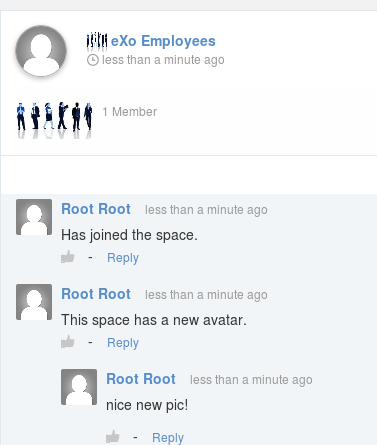 eXo Employees
less than a minute ago
1 Member
Root Root less than a minute ago
Has joined the space.
- Reply
Root Root less than a minute ago
This space has a new avatar.
- Reply
Root Root less than a minute ago
nice new pic!
- Reply